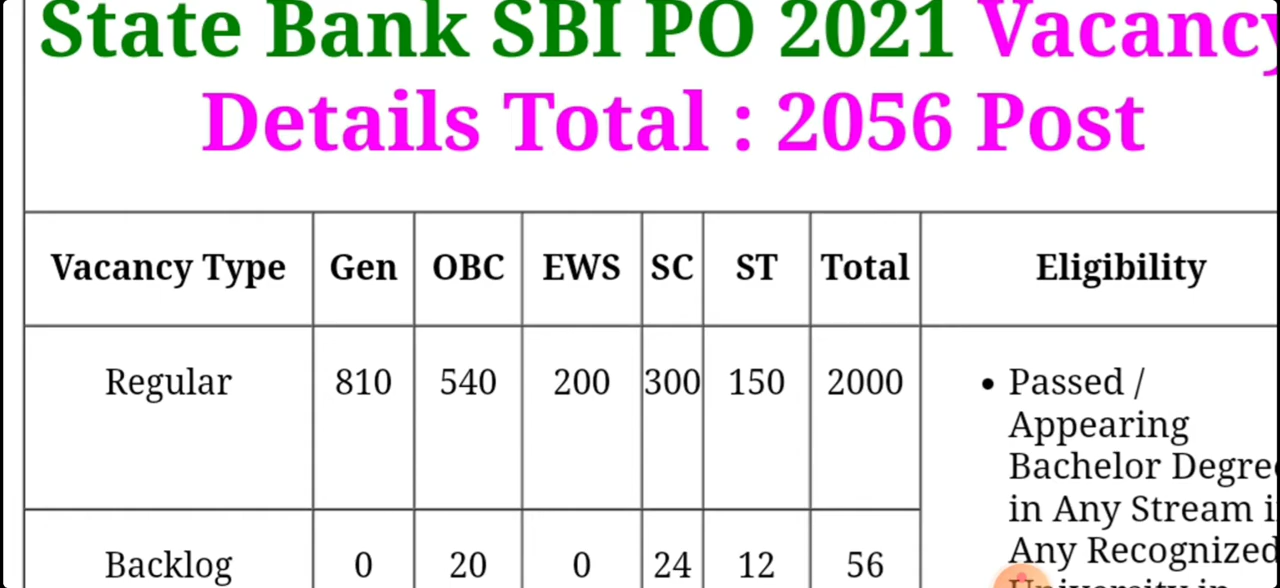 State Bank SBI PO 2021 Vacancy
Details Total : 2056 Post
Vacancy Type Gen OBC EWS SC ST Total Eligibility
Regular 810 540 200 300 150 2000 • Passed /
Appearing
Bachelor Degre
in Any Stream i
Any Recognized
Backlog 0 20 0 24 12 56
University in